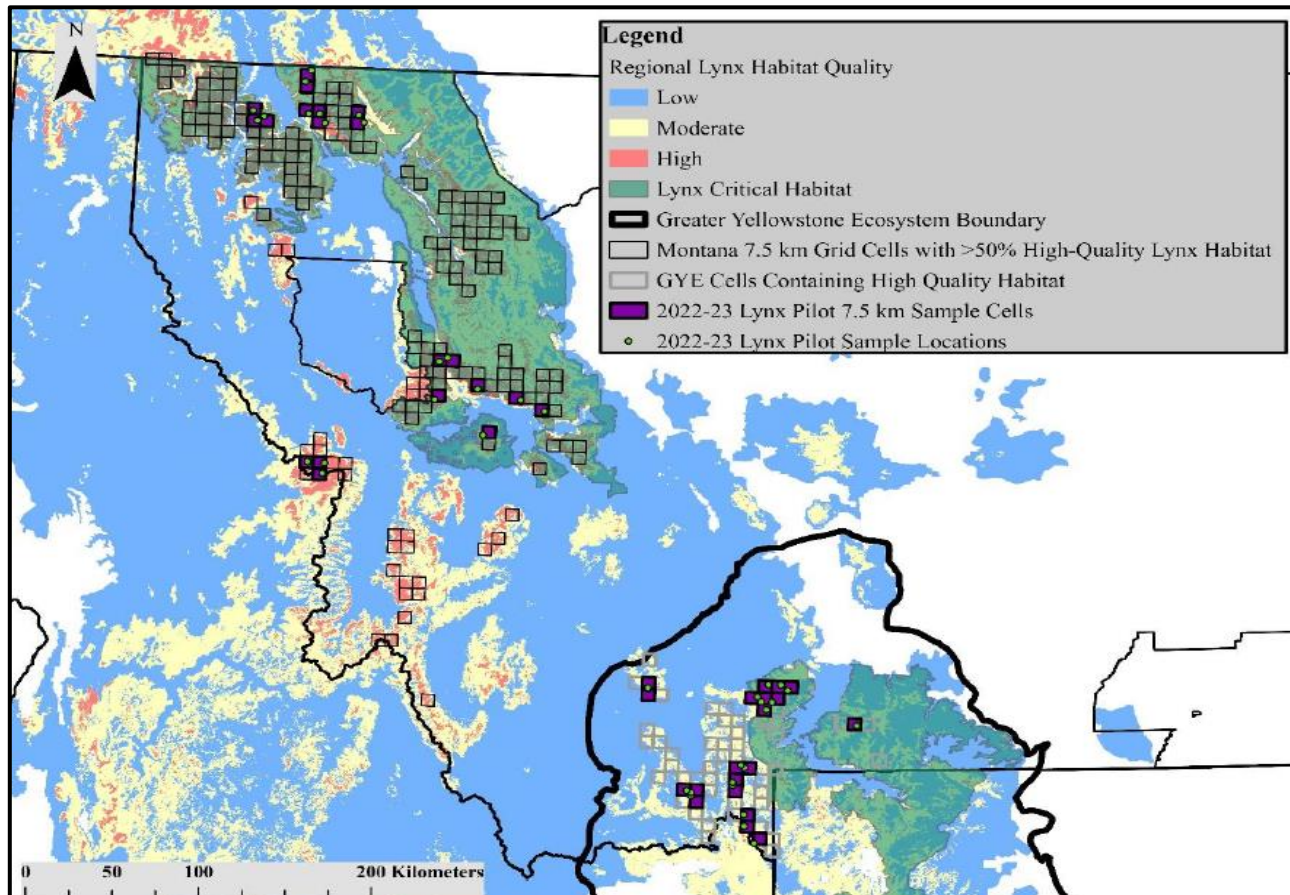 N
Legend
Regional Lynx Habitat Quality
Low
Moderate
High
Lynx Critical Habitat
Greater Yellowstone Ecosystem Boundary
Montana 7.5 km Grid Cells with >50% High-Quality Lynx Habitat
GYE Cells Containing High Quality Habitat
2022-23 Lynx Pilot 7.5 km Sample Cells
2022-23 Lynx Pilot Sample Locations
0 50 100 200 Kilometers